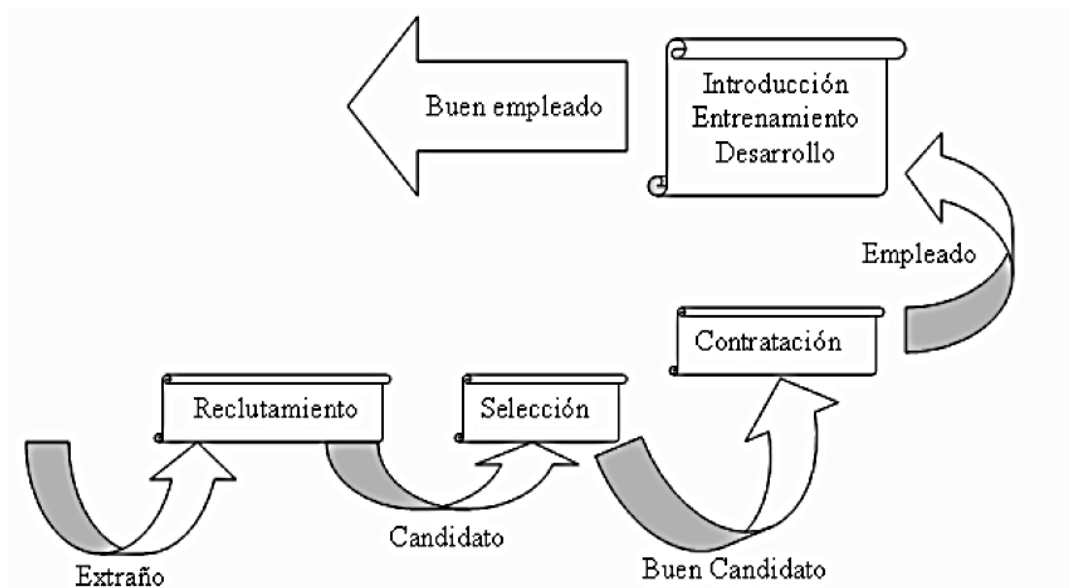 Buen empleado
Introducción
Entrenamiento
Desarrollo
Empleado
Contratación
Reclutamiento
Selección
Candidato
Buen Candidato
Extraño